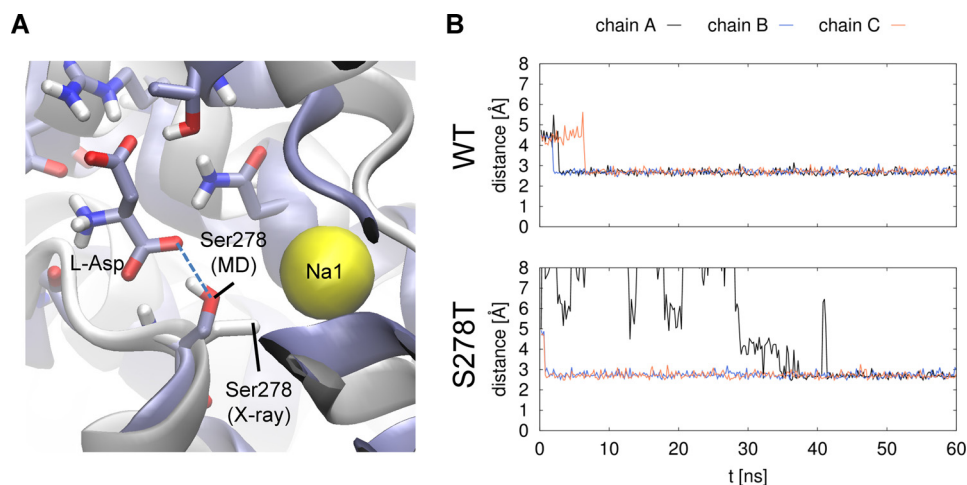 A
L-Asp
Ser278
(MD)
Na1
Ser278
(X-ray)
B
chain A
chain B
chain C
WT
distance [Å]
8
7
6
5
4
3
2
1
0
S278T
distance [Å]
8
7
6
5
4
3
2
1
0
0
10
20
30
40
50
60
t [ns]